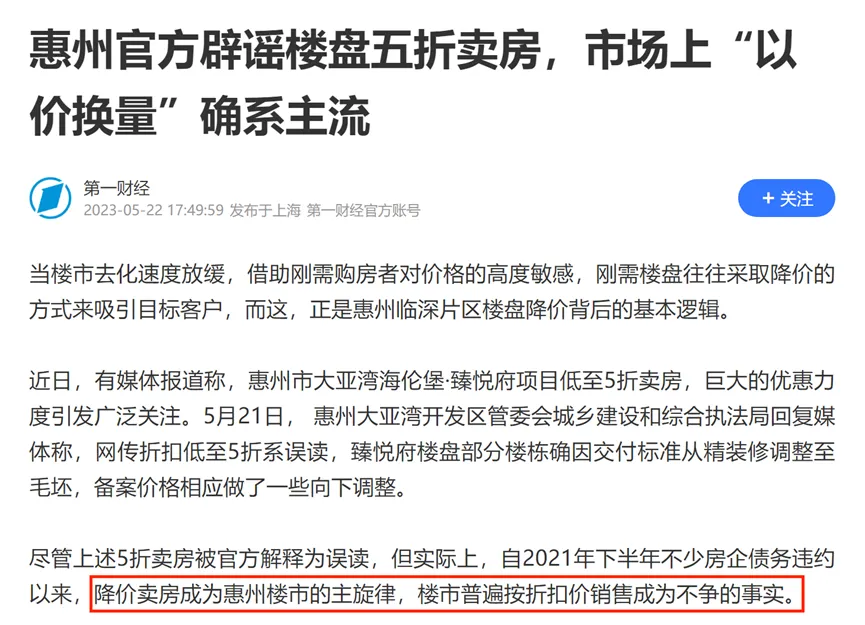 惠州官方辟谣楼盘五折卖房，市场上“以
价换量”确系主流
第一财经
2023-05-22 17:49:59 发布于上海 第一财经官方账号
+ 关注
当楼市去化速度放缓，借助刚需购房者对价格的高度敏感，刚需楼盘往往采取降价的
方式来吸引目标客户，而这，正是惠州临深片区楼盘降价背后的基本逻辑。
近日，有媒体报道称，惠州市大亚湾海伦堡·臻悦府项目低至5折卖房，巨大的优惠力
度引发广泛关注。5月21日， 惠州大亚湾开发区管委会城乡建设和综合执法局回复媒
体称，网传折扣低至5折系误读，臻悦府楼盘部分楼栋确因交付标准从精装修调整至
毛坯，备案价格相应做了一些向下调整。
尽管上述5折卖房被官方解释为误读，但实际上，自2021年下半年不少房企债务违约
以来，降价卖房成为惠州楼市的主旋律，楼市普遍按折扣价销售成为不争的事实。